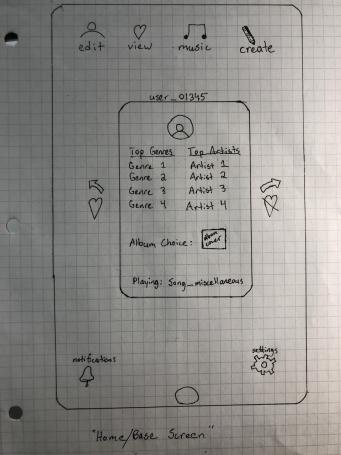 edit view music create
user_01345
Top Genres Top Artists
Genre 1 Artist 1
Genre 2 Artist 2
Genre 3 Artist 3
Genre 4 Artist 4
Album Choice: album cover
Playing: Song_miscellaneous
notifications settings
"Home/Base Screen"